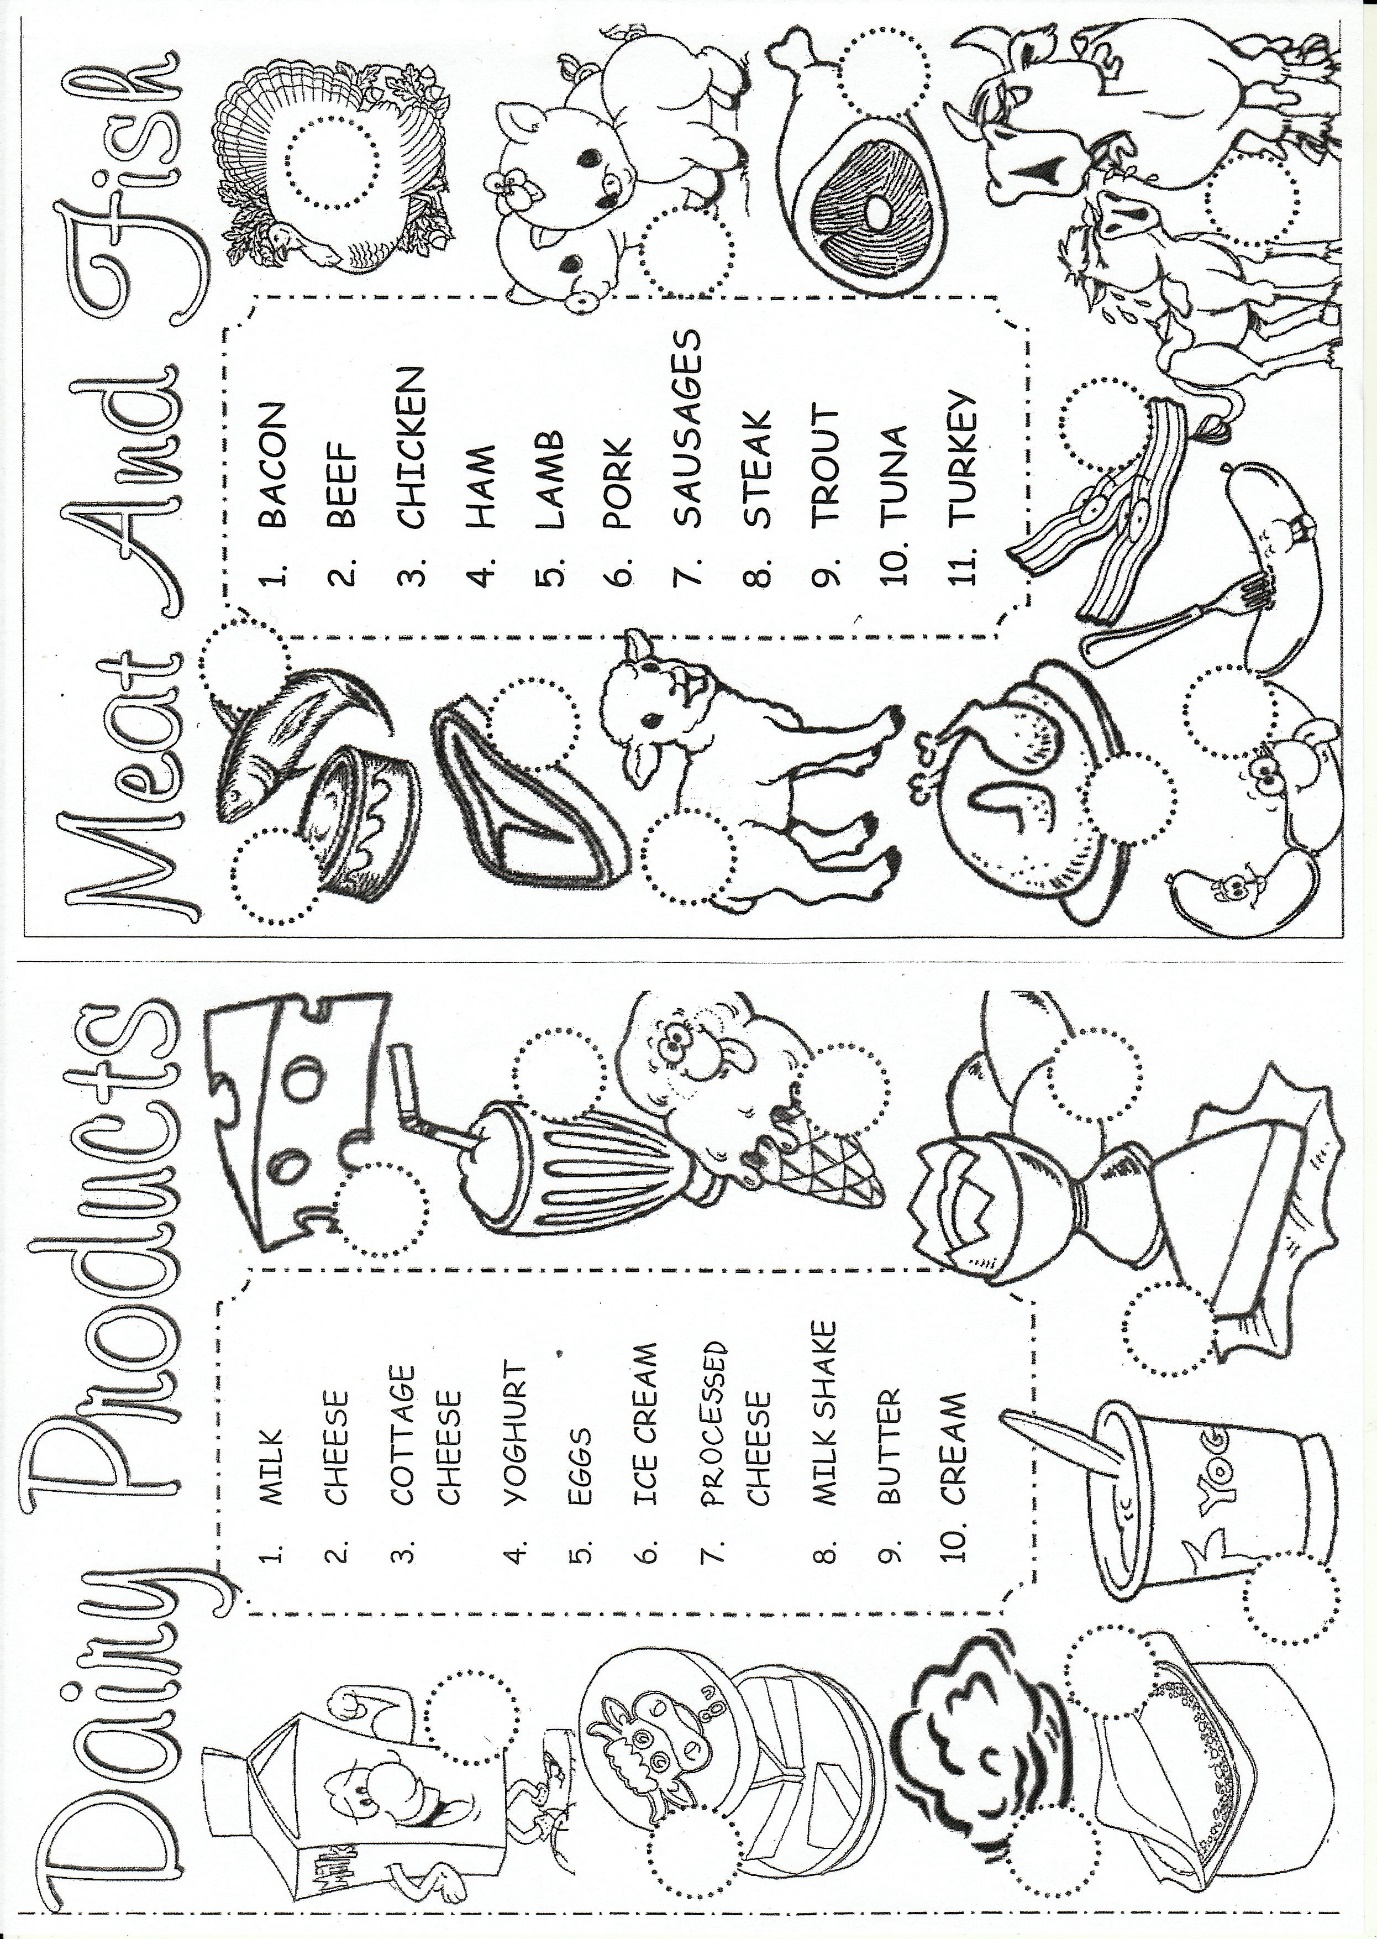 Dairy Products
1. MILK
2. CHEESE
3. COTTAGE
CHEESE
4. YOGHURT
5. EGGS
6. ICE CREAM
7. PROCESSED
CHEESE
8. MILK SHAKE
9. BUTTER
10. CREAM
Milk
YOG
Meat And Fish
1. BACON
2. BEEF
3. CHICKEN
4. HAM
5. LAMB
6. PORK
7. SAUSAGES
8. STEAK
9. TROUT
10. TUNA
11. TURKEY